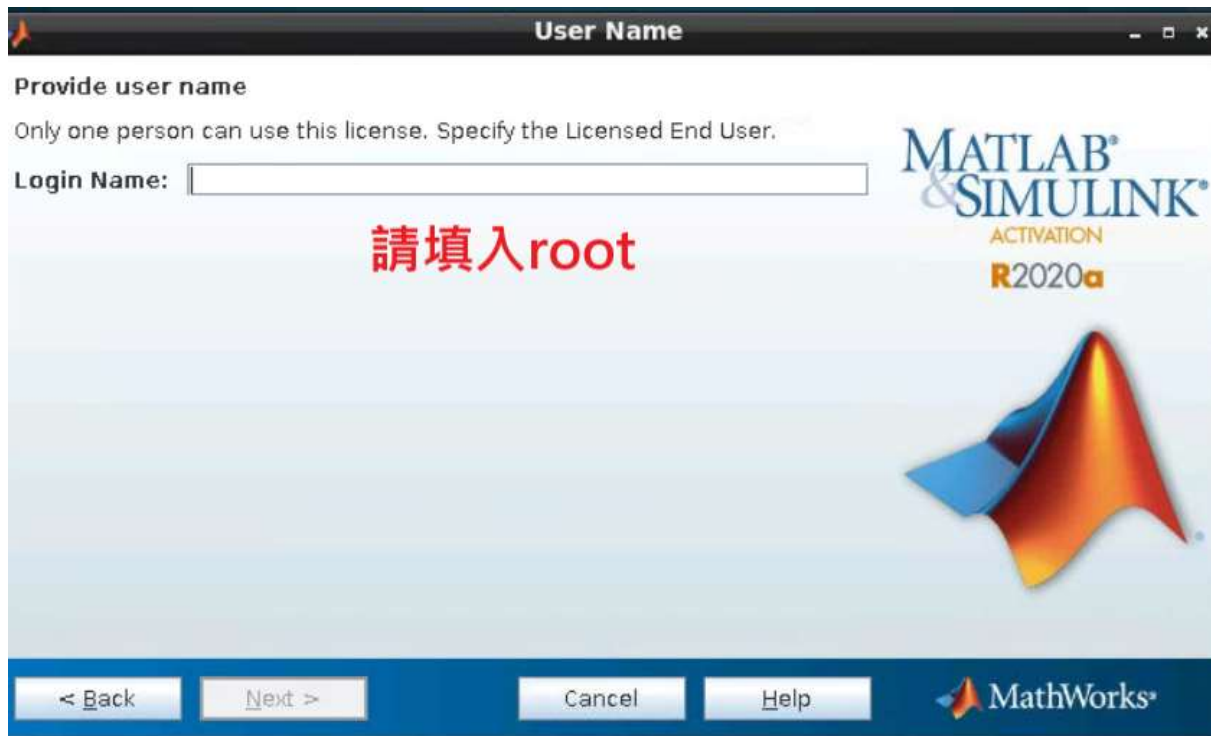 User Name
Provide user name
Only one person can use this license. Specify the Licensed End User.
Login Name:
請填入root
MATLAB®
&SIMULINK®
ACTIVATION
R2020a
< Back
Next >
Cancel
Help
MathWorks®